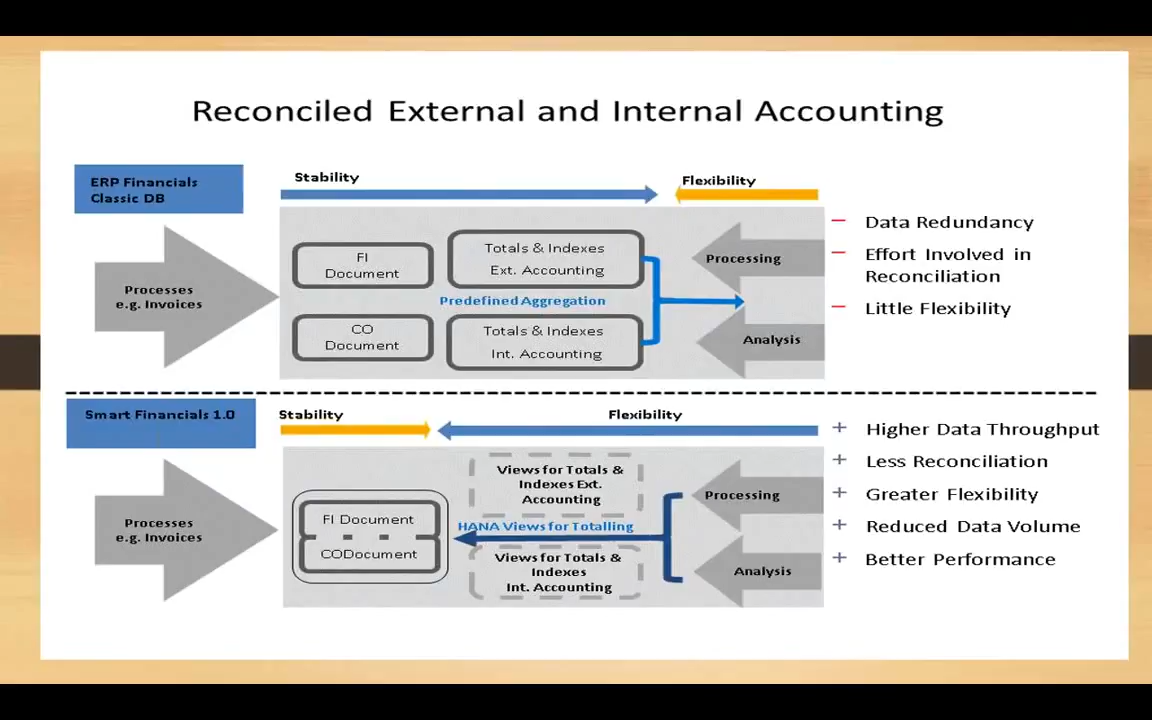 Reconciled External and Internal Accounting
ERP Financials
Classic DB
Stability
Flexibility
Processes
e.g. Invoices
FI
Document
Totals & Indexes
Ext. Accounting
Predefined Aggregation
CO
Document
Totals & Indexes
Int. Accounting
Processing
Analysis
— Data Redundancy
— Effort Involved in
Reconciliation
— Little Flexibility
Smart Financials 1.0
Stability
Flexibility
Processes
e.g. Invoices
FI Document
CODocument
Views for Totals &
Indexes Ext.
Accounting
HANA Views for Totalling
Views for Totals &
Indexes
Int. Accounting
Processing
Analysis
+ Higher Data Throughput
+ Less Reconciliation
+ Greater Flexibility
+ Reduced Data Volume
+ Better Performance